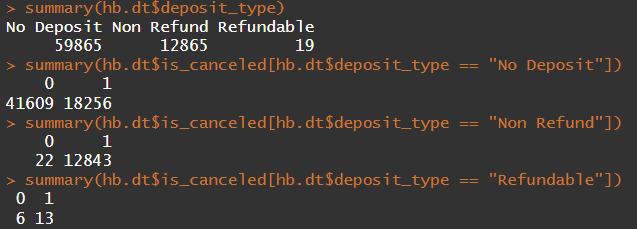 > summary(hb.dt$deposit_type)
No Deposit Non Refund Refundable
59865 12865 19
> summary(hb.dt$is_canceled[hb.dt$deposit_type == "No Deposit"])
0 1
41609 18256
> summary(hb.dt$is_canceled[hb.dt$deposit_type == "Non Refund"])
0 1
22 12843
> summary(hb.dt$is_canceled[hb.dt$deposit_type == "Refundable"])
0 1
6 13